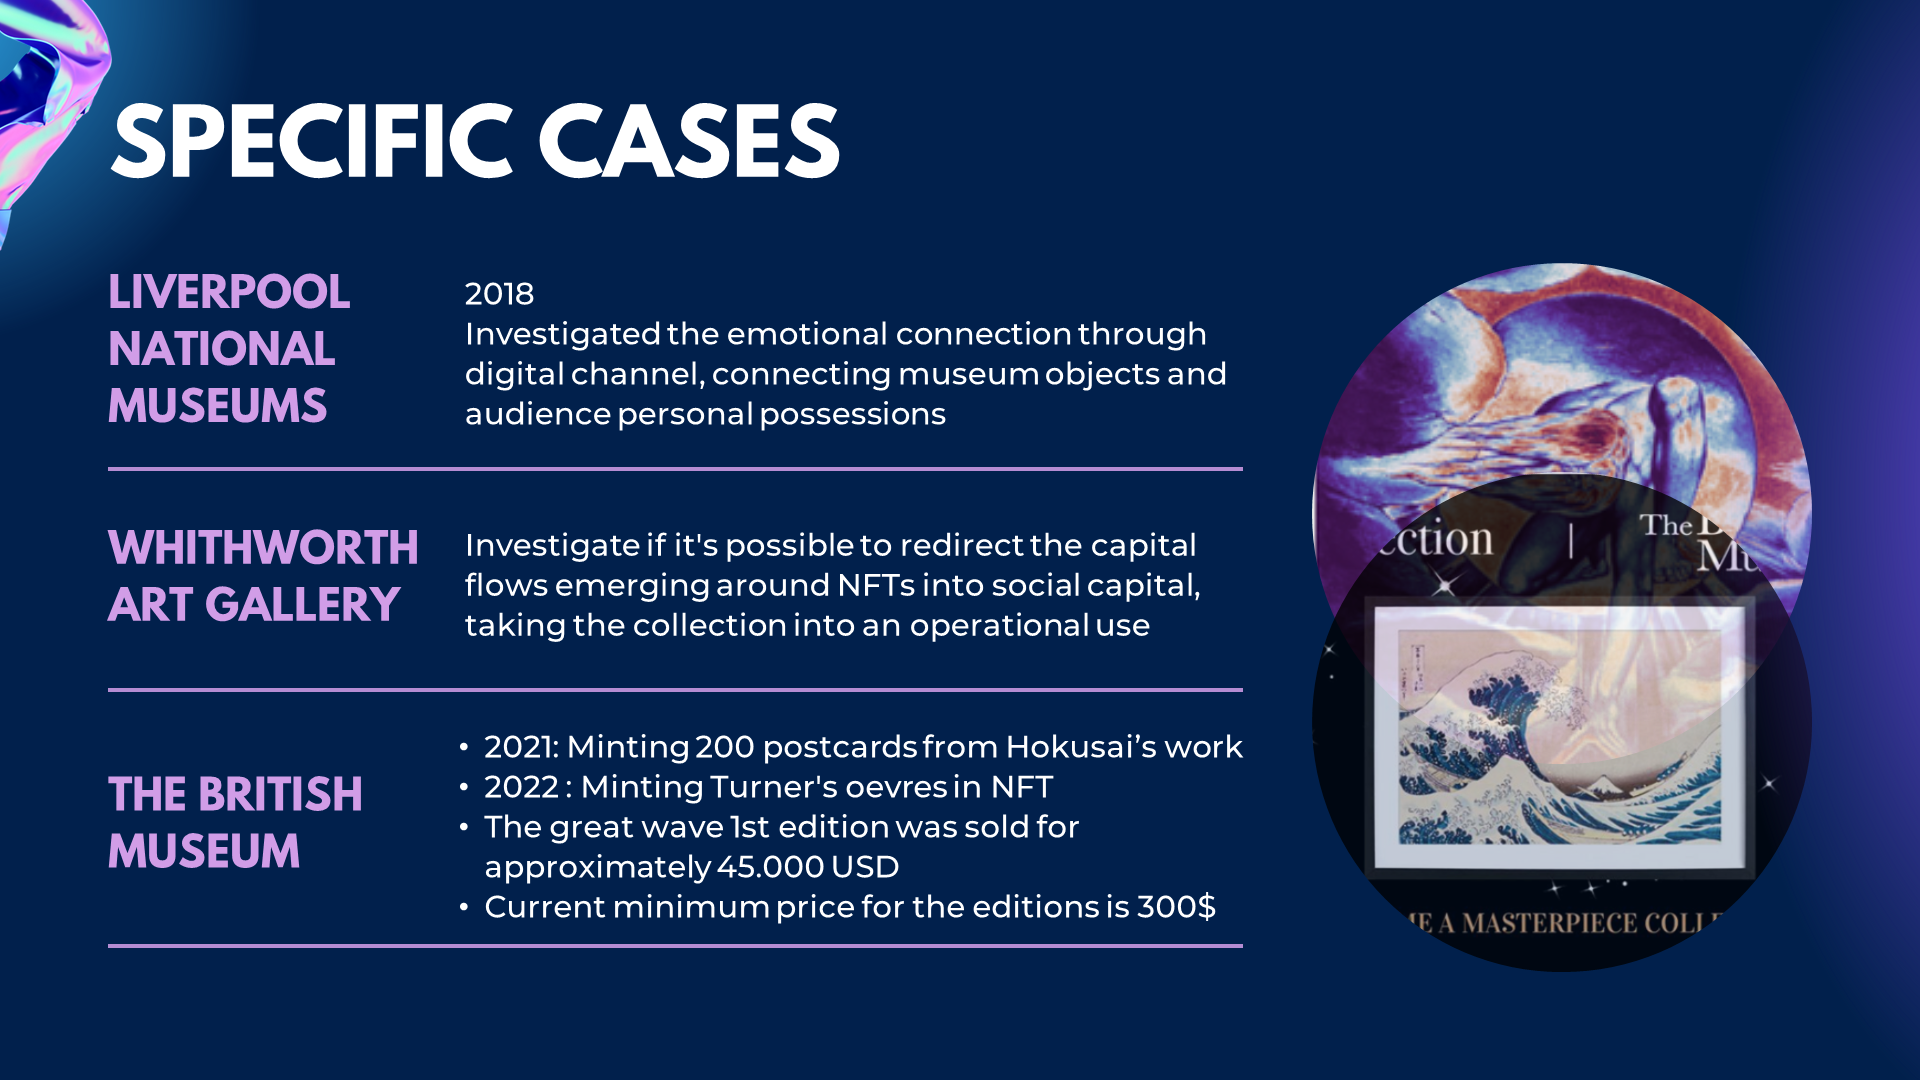 SPECIFIC CASES
LIVERPOOL
NATIONAL
MUSEUMS
2018
Investigated the emotional connection through
digital channel, connecting museum objects and
audience personal possessions
WHITHWORTH
ART GALLERY
Investigate if it's possible to redirect the capital
flows emerging around NFTs into social capital,
taking the collection into an operational use
THE BRITISH
MUSEUM
• 2021: Minting 200 postcards from Hokusai’s work
• 2022 : Minting Turner's oevres in NFT
• The great wave 1st edition was sold for
approximately 45.000 USD
• Current minimum price for the editions is 300$
ction | The
A MASTERPIECE